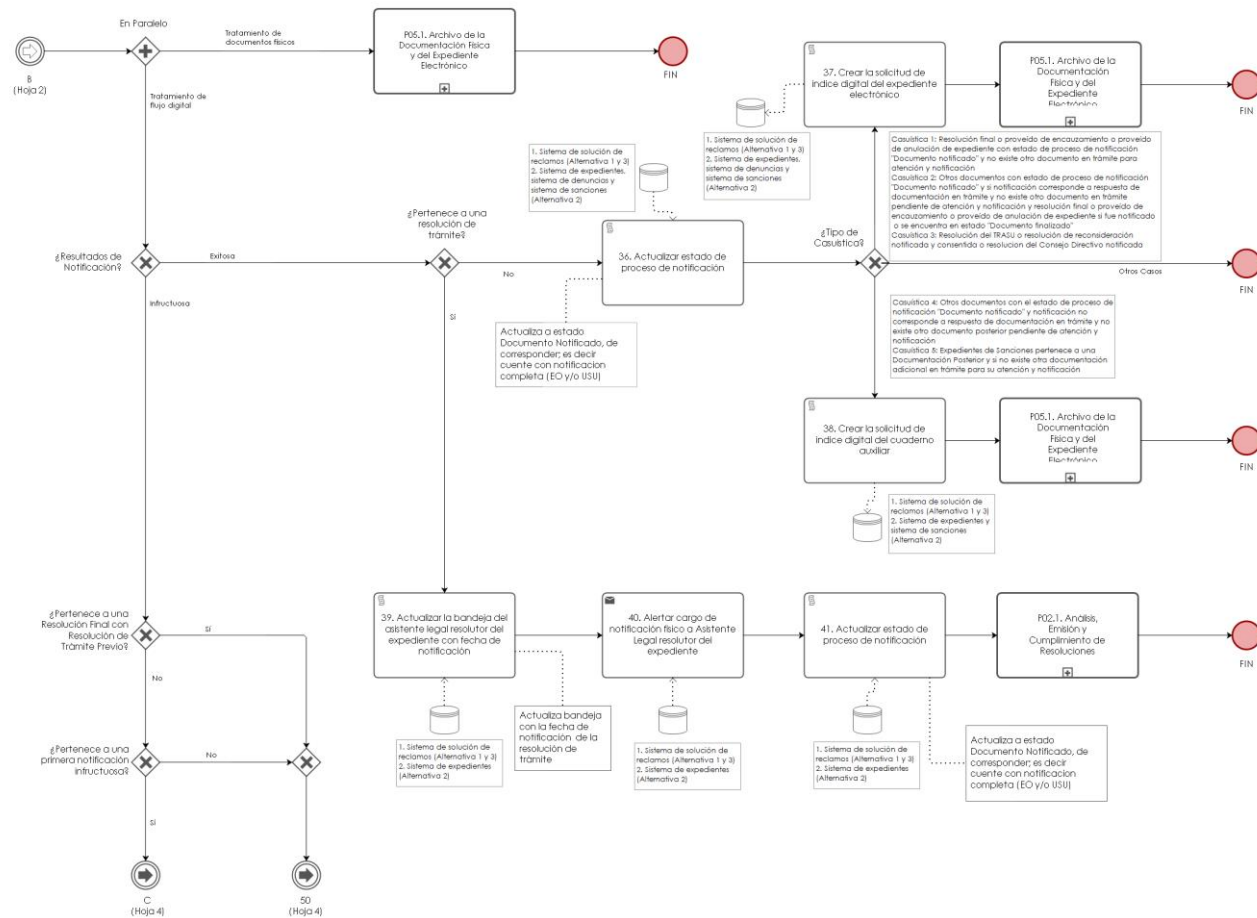 En Paralelo
Tratamiento de
documentos físicos
B
(Hoja 2)
P05.1. Archivo de la
Documentación Física
y del Expediente
Electrónico
FIN
Tratamiento de
flujo digital
37. Crear la solicitud de
índice digital del expediente
electrónico
P05.1. Archivo de la
Documentación
Física y del
Expediente
Electrónico
FIN
1. Sistema de solución de
reclamos (Alternativa 1 y 3)
2. Sistema de expedientes,
sistema de denuncias y
sistema de sanciones
(Alternativa 2)
1. Sistema de solución de
reclamos (Alternativa 1 y 3)
2. Sistema de expedientes,
sistema de denuncias y
sistema de sanciones
(Alternativa 2)
Casuística 1: Resolución final o proveído de encauzamiento o proveído
de anulación de expediente con estado de proceso de notificación
"Documento notificado" y no existe otro documento en trámite para
atención y notificación
Casuística 2: Otros documentos con estado de proceso de notificación
"Documento notificado" y si notificación corresponde a respuesta de
documentación en trámite y no existe otro documento en trámite
pendiente de atención y notificación y resolución final o proveído de
encauzamiento o proveído de anulación de expediente si fue notificado
o se encuentra en estado "Documento finalizado"
Casuística 3: Resolución del TRASU o resolución de reconsideración
notificada y consentida o resolucion del Consejo Directivo notificada
¿Resultados de
Notificación?
Exitosa
¿Pertenece a una
resolución de
trámite?
No
36. Actualizar estado de
proceso de notificación
¿Tipo de
Casuística?
Otros Casos
FIN
Infructuosa
Sí
Actualiza a estado
Documento Notificado, de
corresponder; es decir
cuente con notificacion
completa (EO y/o USU)
Casuística 4: Otros documentos con el estado de proceso de
notificación "Documento notificado" y notificación no
corresponde a respuesta de documentación en trámite y no
existe otro documento posterior pendiente de atención y
notificación
Casuística 5: Expedientes de Sanciones pertenece a una
Documentación Posterior y si no existe otra documentación
adicional en trámite para su atención y notificación
38. Crear la solicitud de
índice digital del cuaderno
auxiliar
P05.1. Archivo de la
Documentación
Física y del
Expediente
Electrónico
FIN
1. Sistema de solución de
reclamos (Alternativa 1 y 3)
2. Sistema de expedientes y
sistema de sanciones
(Alternativa 2)
¿Pertenece a una
Resolución Final con
Resolución de
Trámite Previo?
Sí
39. Actualizar la bandeja del
asistente legal resolutor del
expediente con fecha de
notificación
40. Alertar cargo de
notificación físico a Asistente
Legal resolutor del
expediente
41. Actualizar estado de
proceso de notificación
P02.1. Análisis,
Emisión y
Cumplimiento de
Resoluciones
FIN
No
1. Sistema de solución de
reclamos (Alternativa 1 y 3)
2. Sistema de expedientes
(Alternativa 2)
Actualiza bandeja
con la fecha de
notificación de la
resolución de
trámite
1. Sistema de solución de
reclamos (Alternativa 1 y 3)
2. Sistema de expedientes
(Alternativa 2)
1. Sistema de solución de
reclamos (Alternativa 1 y 3)
2. Sistema de expedientes
(Alternativa 2)
Actualiza a estado
Documento Notificado, de
corresponder; es decir
cuente con notificacion
completa (EO y/o USU)
¿Pertenece a una
primera notificación
infructuosa?
No
Sí
C
(Hoja 4)
50
(Hoja 4)